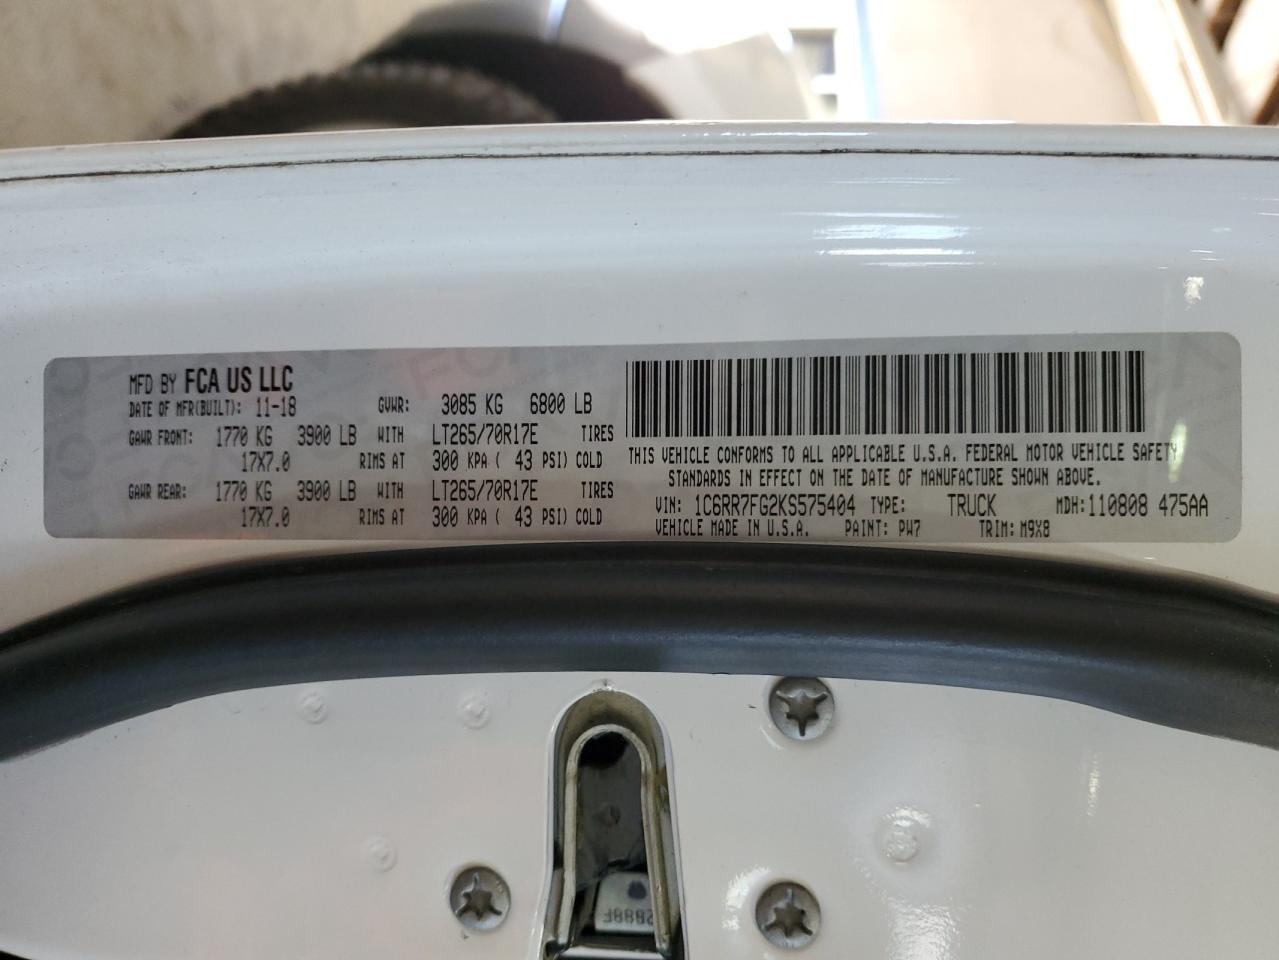 MFD BY FCA US LLC
DATE OF MFR(BUILT): 11-18 GVWR: 3085 KG 6800 LB
GAWR FRONT: 1770 KG 3900 LB WITH LT265/70R17E TIRES
17X7.0 RIMS AT 300 KPA ( 43 PSI) COLD
GAWR REAR: 1770 KG 3900 LB WITH LT265/70R17E TIRES
17X7.0 RIMS AT 300 KPA ( 43 PSI) COLD
THIS VEHICLE CONFORMS TO ALL APPLICABLE U.S.A. FEDERAL MOTOR VEHICLE SAFETY
STANDARDS IN EFFECT ON THE DATE OF MANUFACTURE SHOWN ABOVE.
VIN: 1C6RR7FG2KS575404 TYPE: TRUCK MDH:110808 475AA
VEHICLE MADE IN U.S.A. PAINT: PW7 TRIM: M9X8